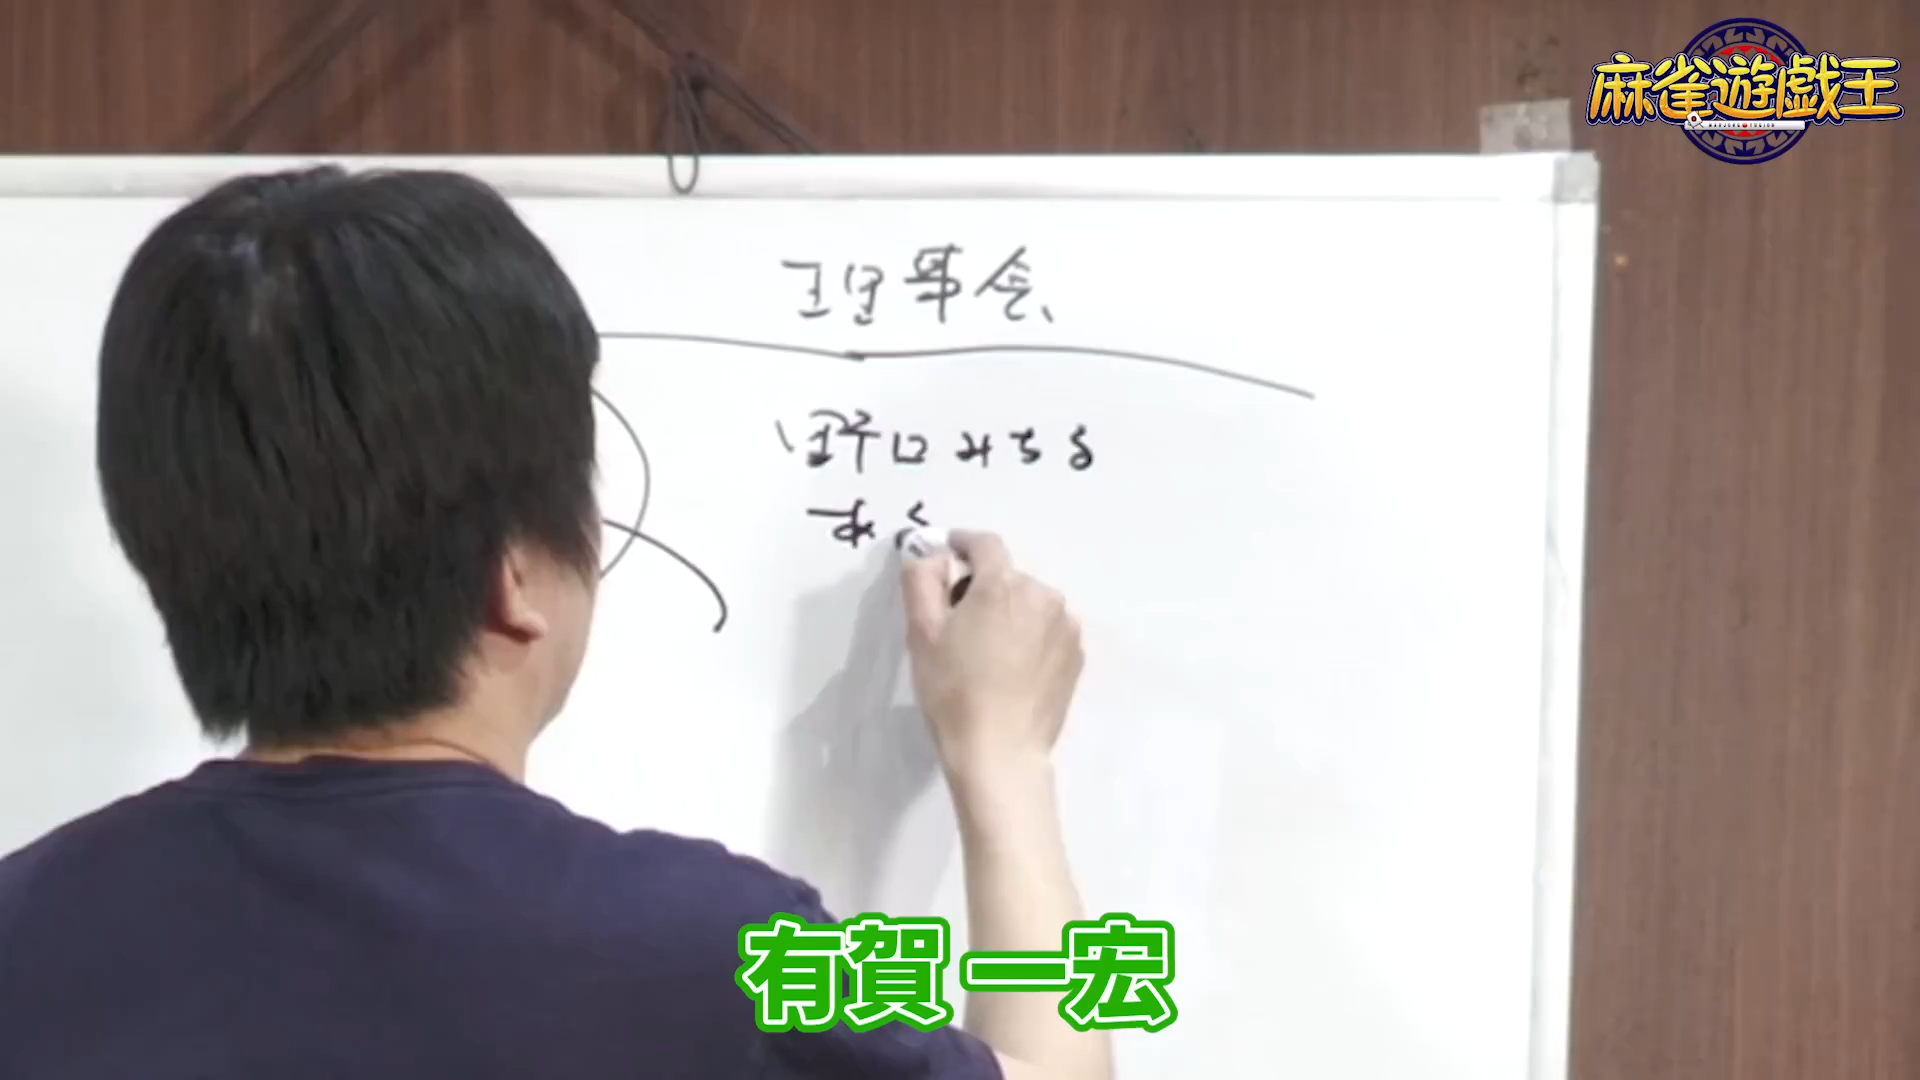 麻雀遊戯王
理事会
野口みちる
有賀一宏